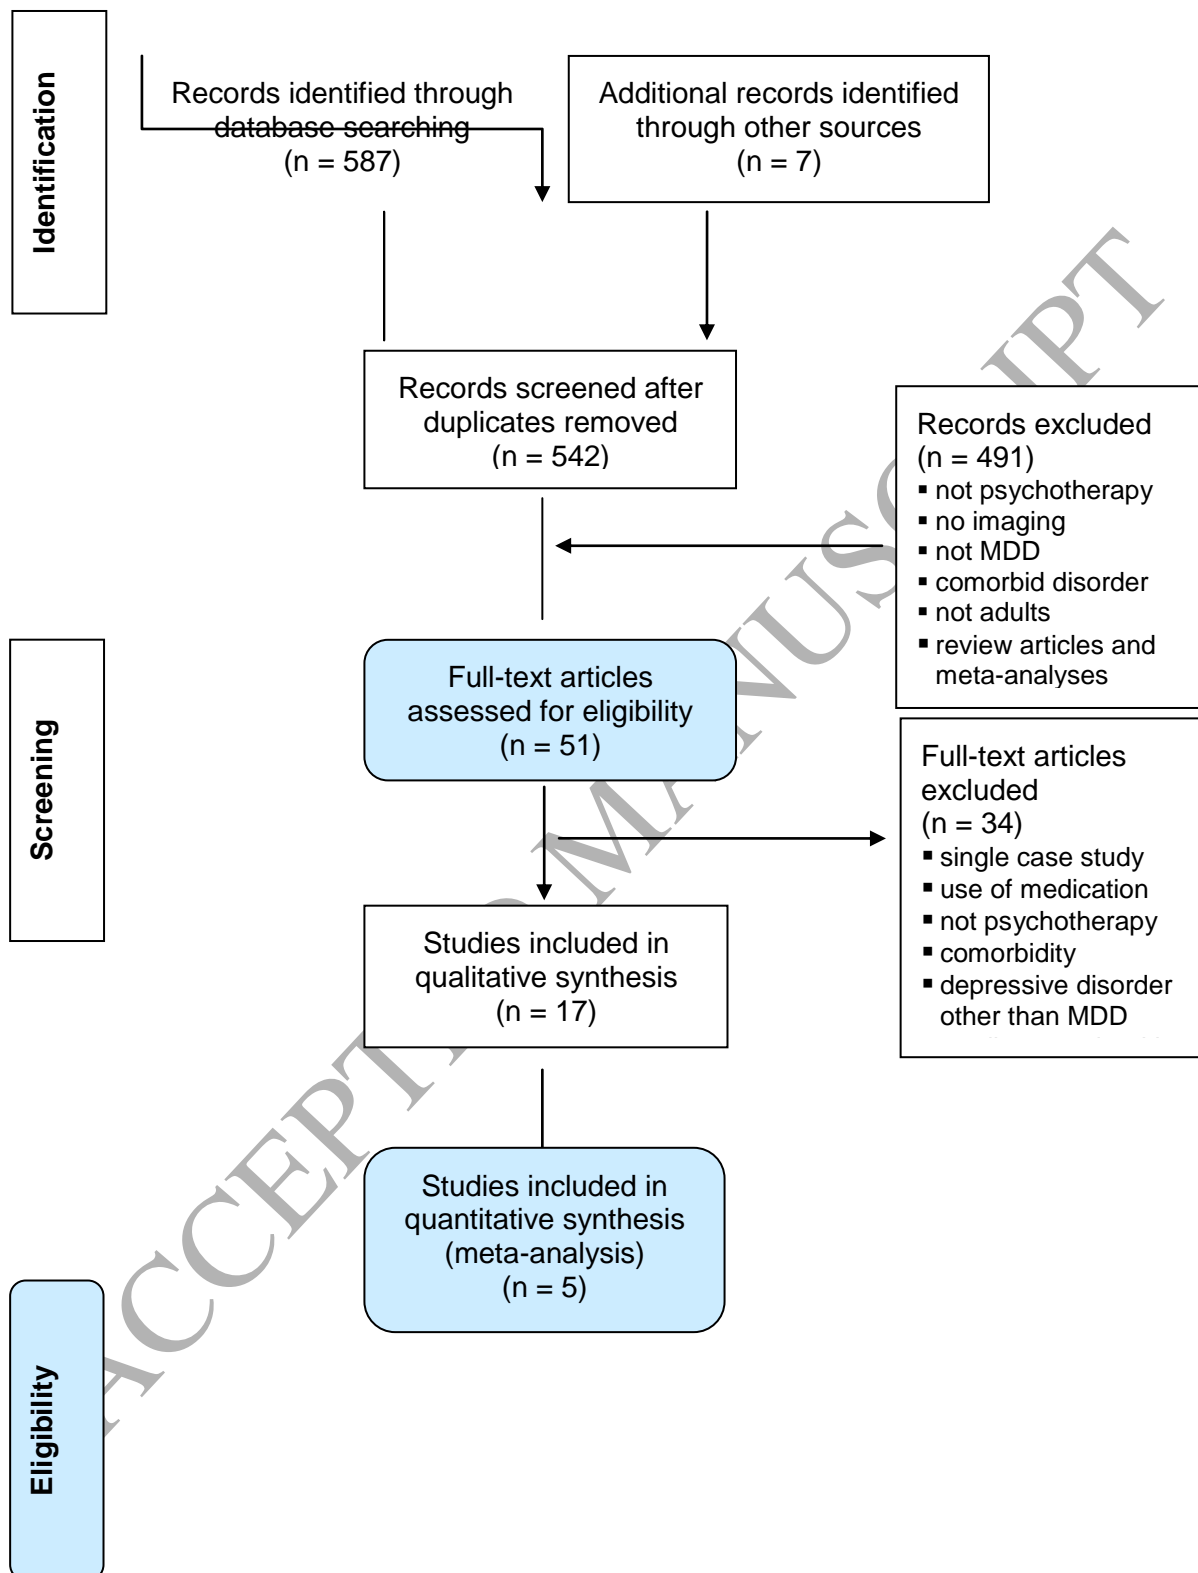 Identification
Records identified through
database searching
(n = 587)
Additional records identified
through other sources
(n = 7)
Records screened after
duplicates removed
(n = 542)
Records excluded
(n = 491)
▪ not psychotherapy
▪ no imaging
▪ not MDD
▪ comorbid disorder
▪ not adults
▪ review articles and
meta-analyses
Screening
Full-text articles
assessed for eligibility
(n = 51)
Full-text articles
excluded
(n = 34)
▪ single case study
▪ use of medication
▪ not psychotherapy
▪ comorbidity
▪ depressive disorder
other than MDD
Studies included in
qualitative synthesis
(n = 17)
Studies included in
quantitative synthesis
(meta-analysis)
(n = 5)
Eligibility
ACCEPTED MANUSCRIPT